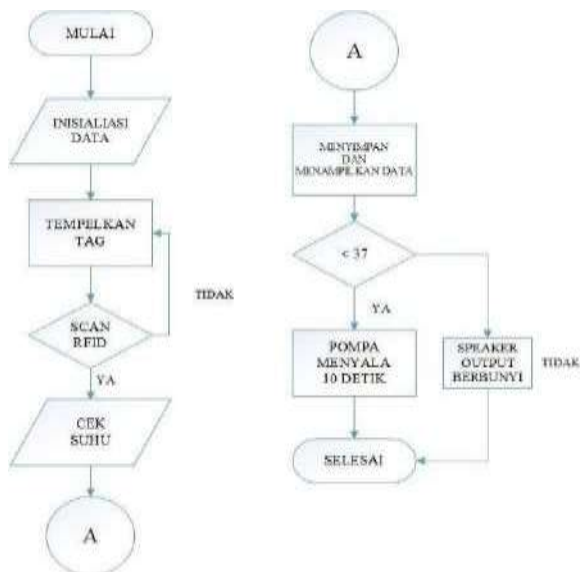 MULAI
INISIALIASI
DATA
TEMPELKAN
TAG
TIDAK
SCAN
RFID
YA
CEK
SUHU
A
A
MENYIMPAN
DAN
MENAMPILKAN DATA
< 37
YA
POMPA
MENYALA
10 DETIK
SPEAKER
OUTPUT
BERBUNYI
TIDAK
SELESAI